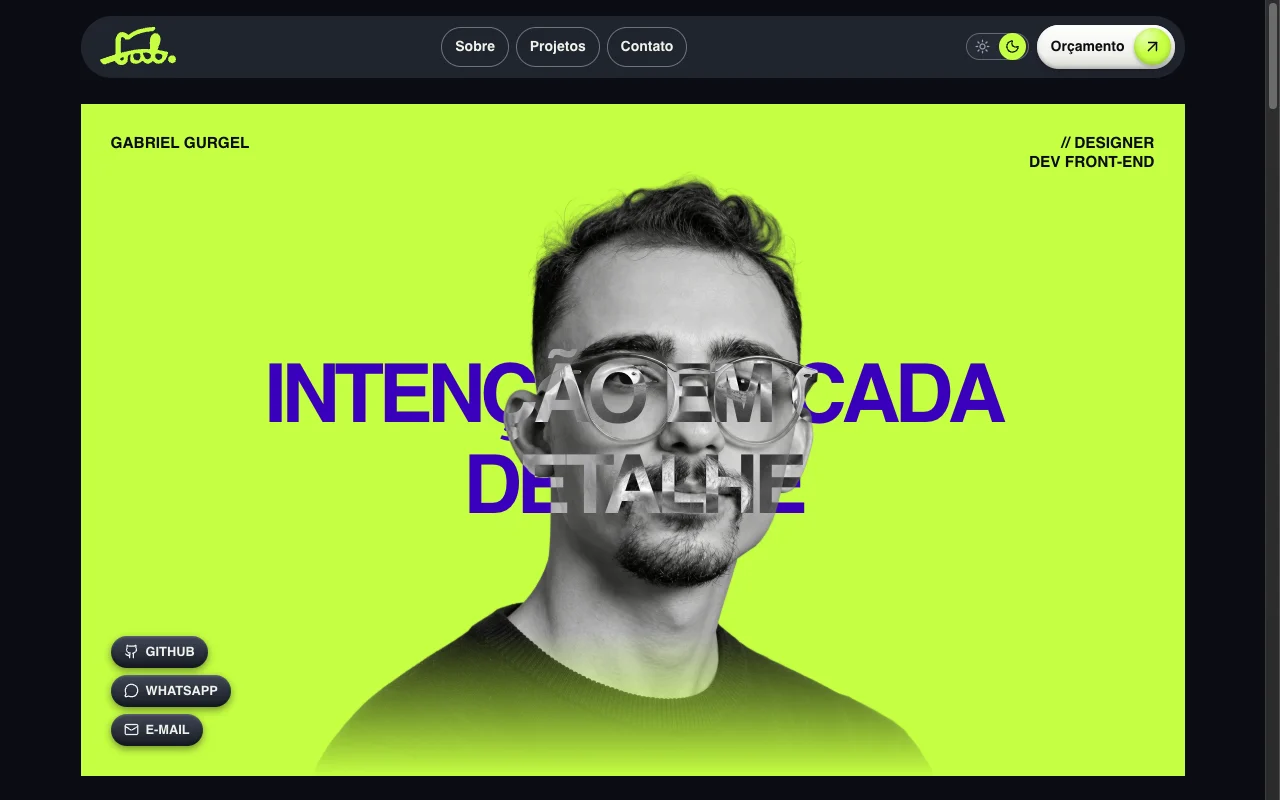 Sobre
Projetos
Contato
Orçamento
GABRIEL GURGEL
// DESIGNER
DEV FRONT-END
INTENÇÃO EM CADA
DETALHE
GITHUB
WHATSAPP
E-MAIL